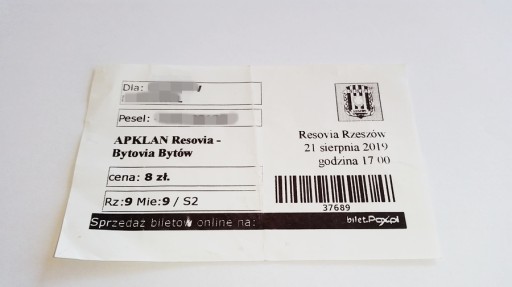 Dla:
Pesel:
APKLAN Resovia -
Bytovia Bytów
cena: 8 zł.
Rz:9 Mie:9 / S2
Sprzedaż biletów online na:
Resovia Rzeszów
21 sierpnia 2019
godzina 17:00
37689
bilet.Pgx.pl